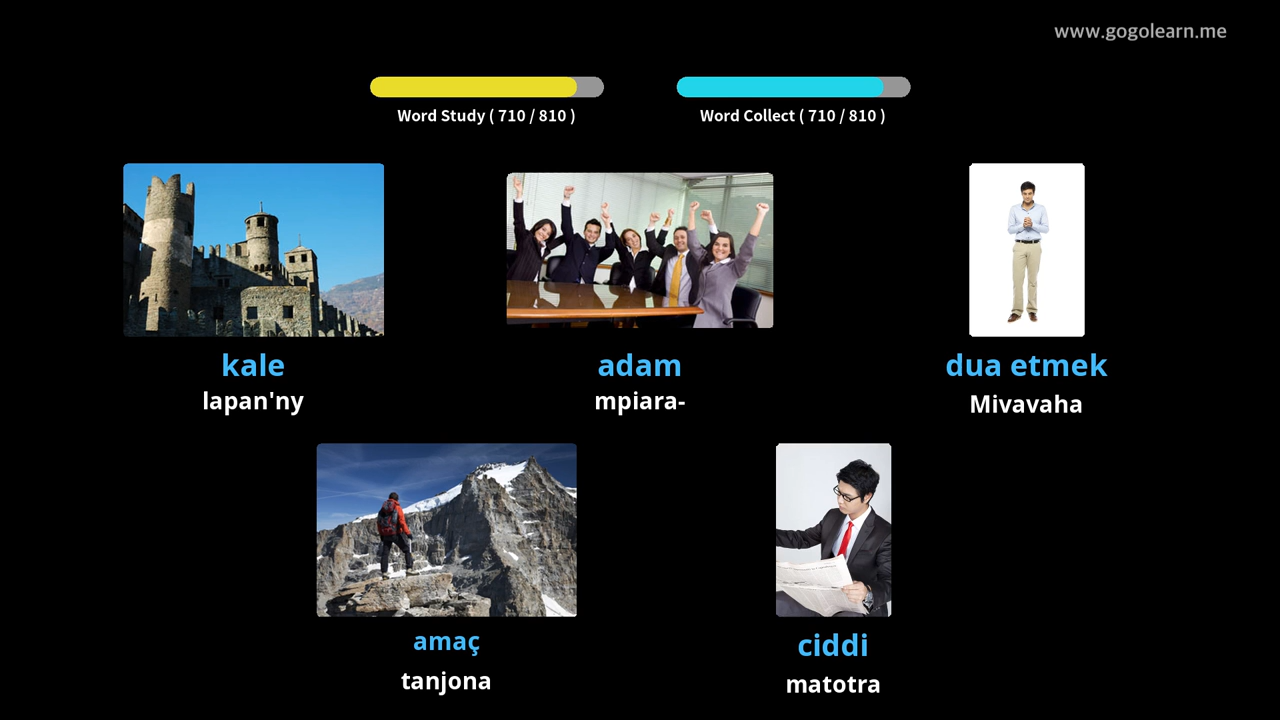 www.gogolearn.me
Word Study ( 710 / 810 )
Word Collect ( 710 / 810 )
kale
lapan'ny
adam
mpiara-
dua etmek
Mivavaha
amaç
tanjona
ciddi
matotra